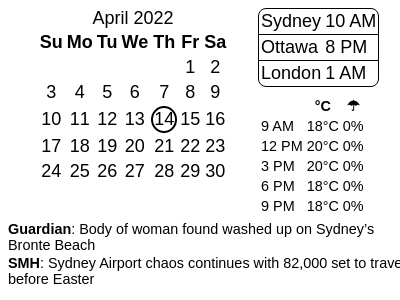 April 2022
Su Mo Tu We Th Fr Sa
1 2
3 4 5 6 7 8 9
10 11 12 13 14 15 16
17 18 19 20 21 22 23
24 25 26 27 28 29 30
Sydney 10 AM
Ottawa 8 PM
London 1 AM
°C ☂
9 AM 18°C 0%
12 PM 20°C 0%
3 PM 20°C 0%
6 PM 18°C 0%
9 PM 18°C 0%
Guardian: Body of woman found washed up on Sydney’s
Bronte Beach
SMH: Sydney Airport chaos continues with 82,000 set to trave
before Easter